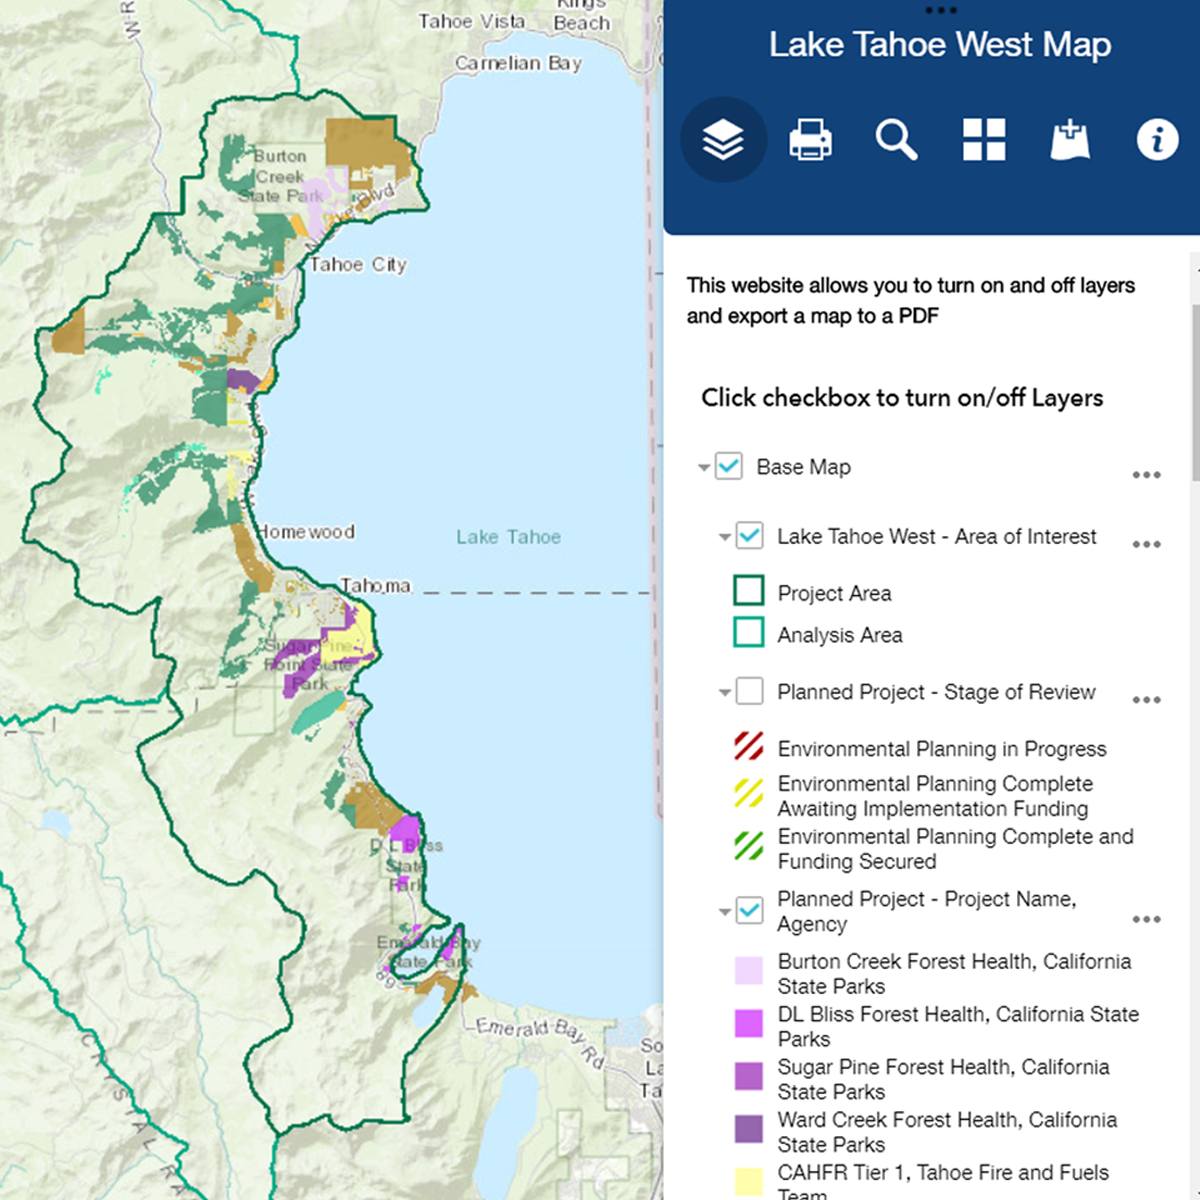 Kings
Tahoe Vista
Beach
Carnelian Bay
W-R
Burton
Creek
State Park
Tahoe City
Homewood
Lake Tahoe
Tahoma
Sugar Pine
Point State
Park
D L Bliss
State
Park
Emerald Bay
State Park
89
Emerald-Bay Rd
So
La
Ta
Lake Tahoe West Map
This website allows you to turn on and off layers
and export a map to a PDF
Click checkbox to turn on/off Layers
Base Map
Lake Tahoe West - Area of Interest
Project Area
Analysis Area
Planned Project - Stage of Review
Environmental Planning in Progress
Environmental Planning Complete
Awaiting Implementation Funding
Environmental Planning Complete and
Funding Secured
Planned Project - Project Name,
Agency
Burton Creek Forest Health, California
State Parks
DL Bliss Forest Health, California State
Parks
Sugar Pine Forest Health, California
State Parks
Ward Creek Forest Health, California
State Parks
CAHFR Tier 1, Tahoe Fire and Fuels
Team